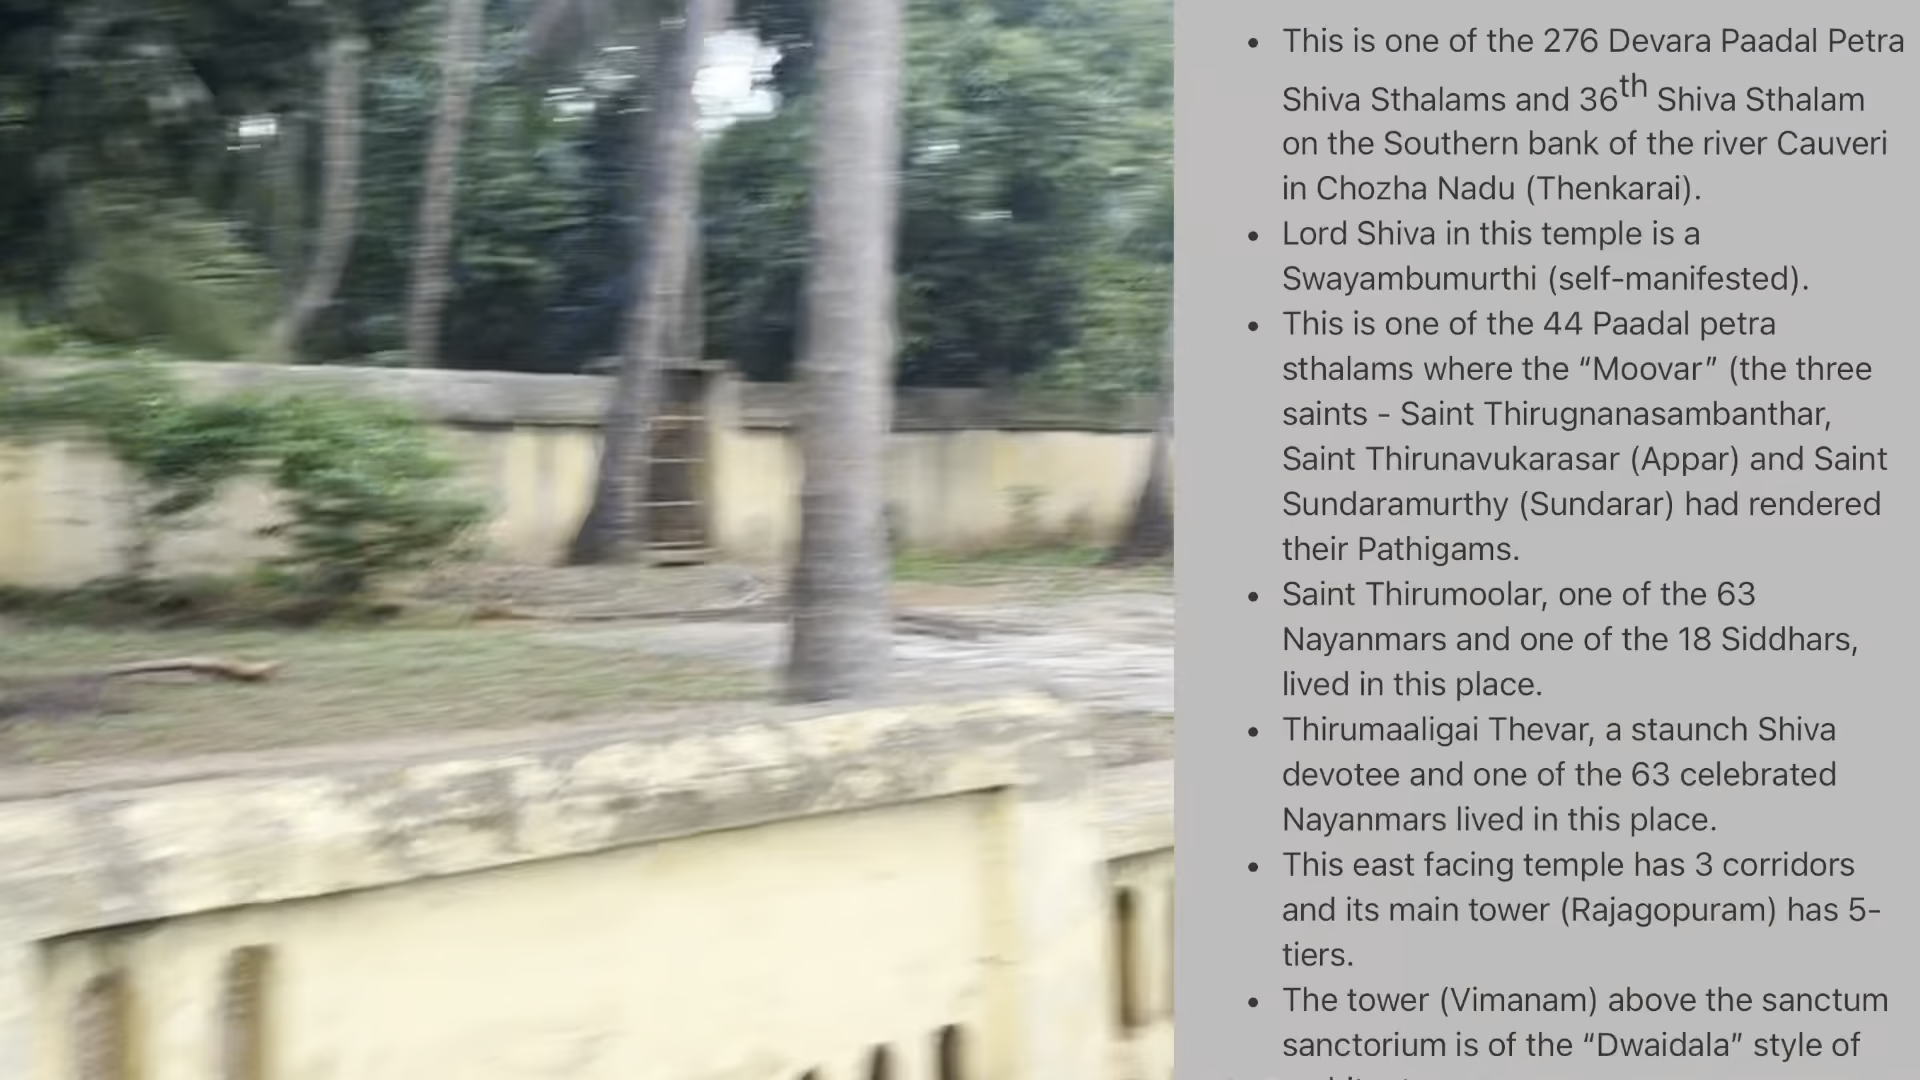 This is one of the 276 Devara Paadal Petra
Shiva Sthalams and 36th Shiva Sthalam
on the Southern bank of the river Cauveri
in Chozha Nadu (Thenkarai).
Lord Shiva in this temple is a
Swayambumurthi (self-manifested).
This is one of the 44 Paadal petra
sthalams where the “Moovar” (the three
saints - Saint Thirugnanasambanthar,
Saint Thirunavukarasar (Appar) and Saint
Sundaramurthy (Sundarar) had rendered
their Pathigams.
Saint Thirumoolar, one of the 63
Nayanmars and one of the 18 Siddhars,
lived in this place.
Thirumaaligai Thevar, a staunch Shiva
devotee and one of the 63 celebrated
Nayanmars lived in this place.
This east facing temple has 3 corridors
and its main tower (Rajagopuram) has 5-
tiers.
The tower (Vimanam) above the sanctum
sanctorium is of the “Dwaidala” style of